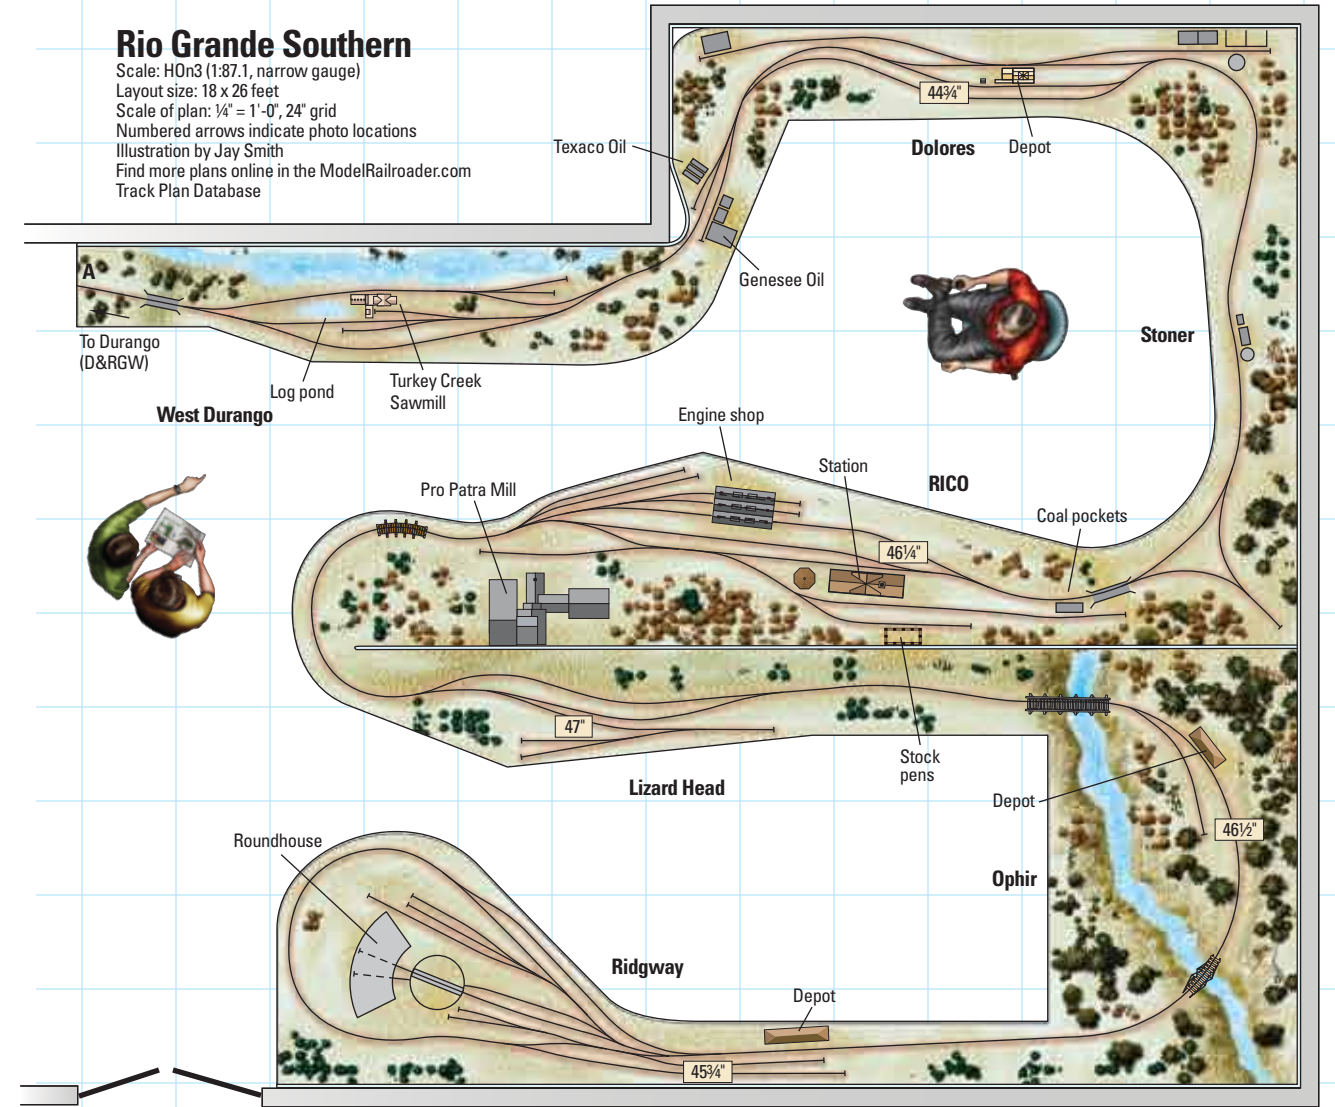 Rio Grande Southern
Scale: HOn3 (1:87.1, narrow gauge)
Layout size: 18 x 26 feet
Scale of plan: ¼" = 1'-0", 24" grid
Numbered arrows indicate photo locations
Illustration by Jay Smith
Find more plans online in the ModelRailroader.com
Track Plan Database
44¾"
Texaco Oil
Dolores
Depot
A
Genesee Oil
To Durango
(D&RGW)
Stoner
Log pond
Turkey Creek
Sawmill
West Durango
Engine shop
Station
RICO
Pro Patra Mill
Coal pockets
46¼"
47"
Stock
pens
Lizard Head
Depot
46½"
Roundhouse
Ophir
Ridgway
Depot
45¾"